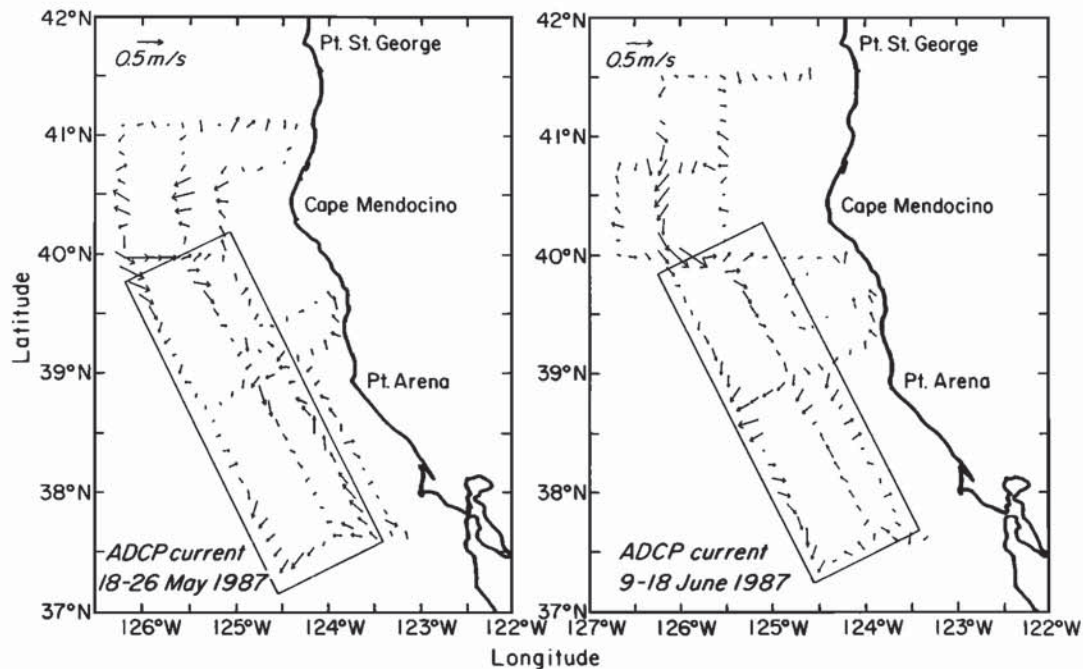 42°N
0.5 m/s
Pt. St. George
41°N
Cape Mendocino
40°N
39°N
Pt. Arena
38°N
ADCP current
18-26 May 1987
37°N
126°W 125°W 124°W 123°W 122°W
Latitude
42°N
0.5 m/s
Pt. St. George
41°N
Cape Mendocino
40°N
39°N
Pt. Arena
38°N
ADCP current
9-18 June 1987
37°N
127°W 126°W 125°W 124°W 123°W 122°W
Longitude